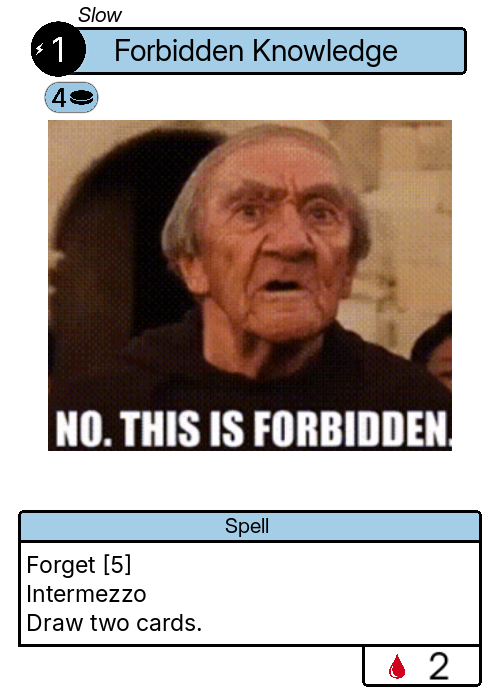 Slow
1
Forbidden Knowledge
4
NO. THIS IS FORBIDDEN.
Spell
Forget [5]
Intermezzo
Draw two cards.
2